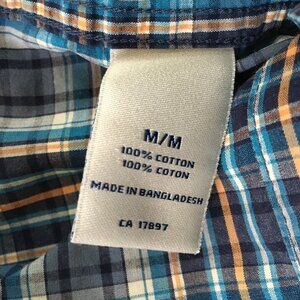 M/M
100% COTTON
100% COTON
MADE IN BANGLADESH
CA 17897